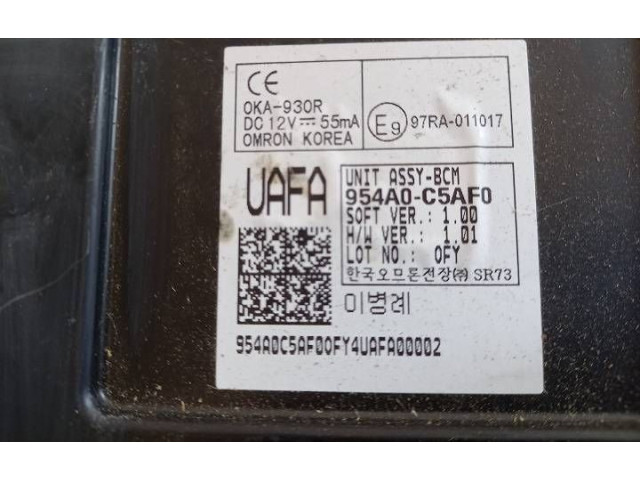 CE
OKA-930R
DC 12V⎓55mA
OMRON KOREA
E9 97RA-011017
UAFA
UNIT ASSY-BCM
954A0-C5AF0
SOFT VER.: 1.00
H/W VER.: 1.01
LOT NO.: 0FY
한국오므론전장㈜ SR73
이병례
954A0C5AF00FY4UAFA00002